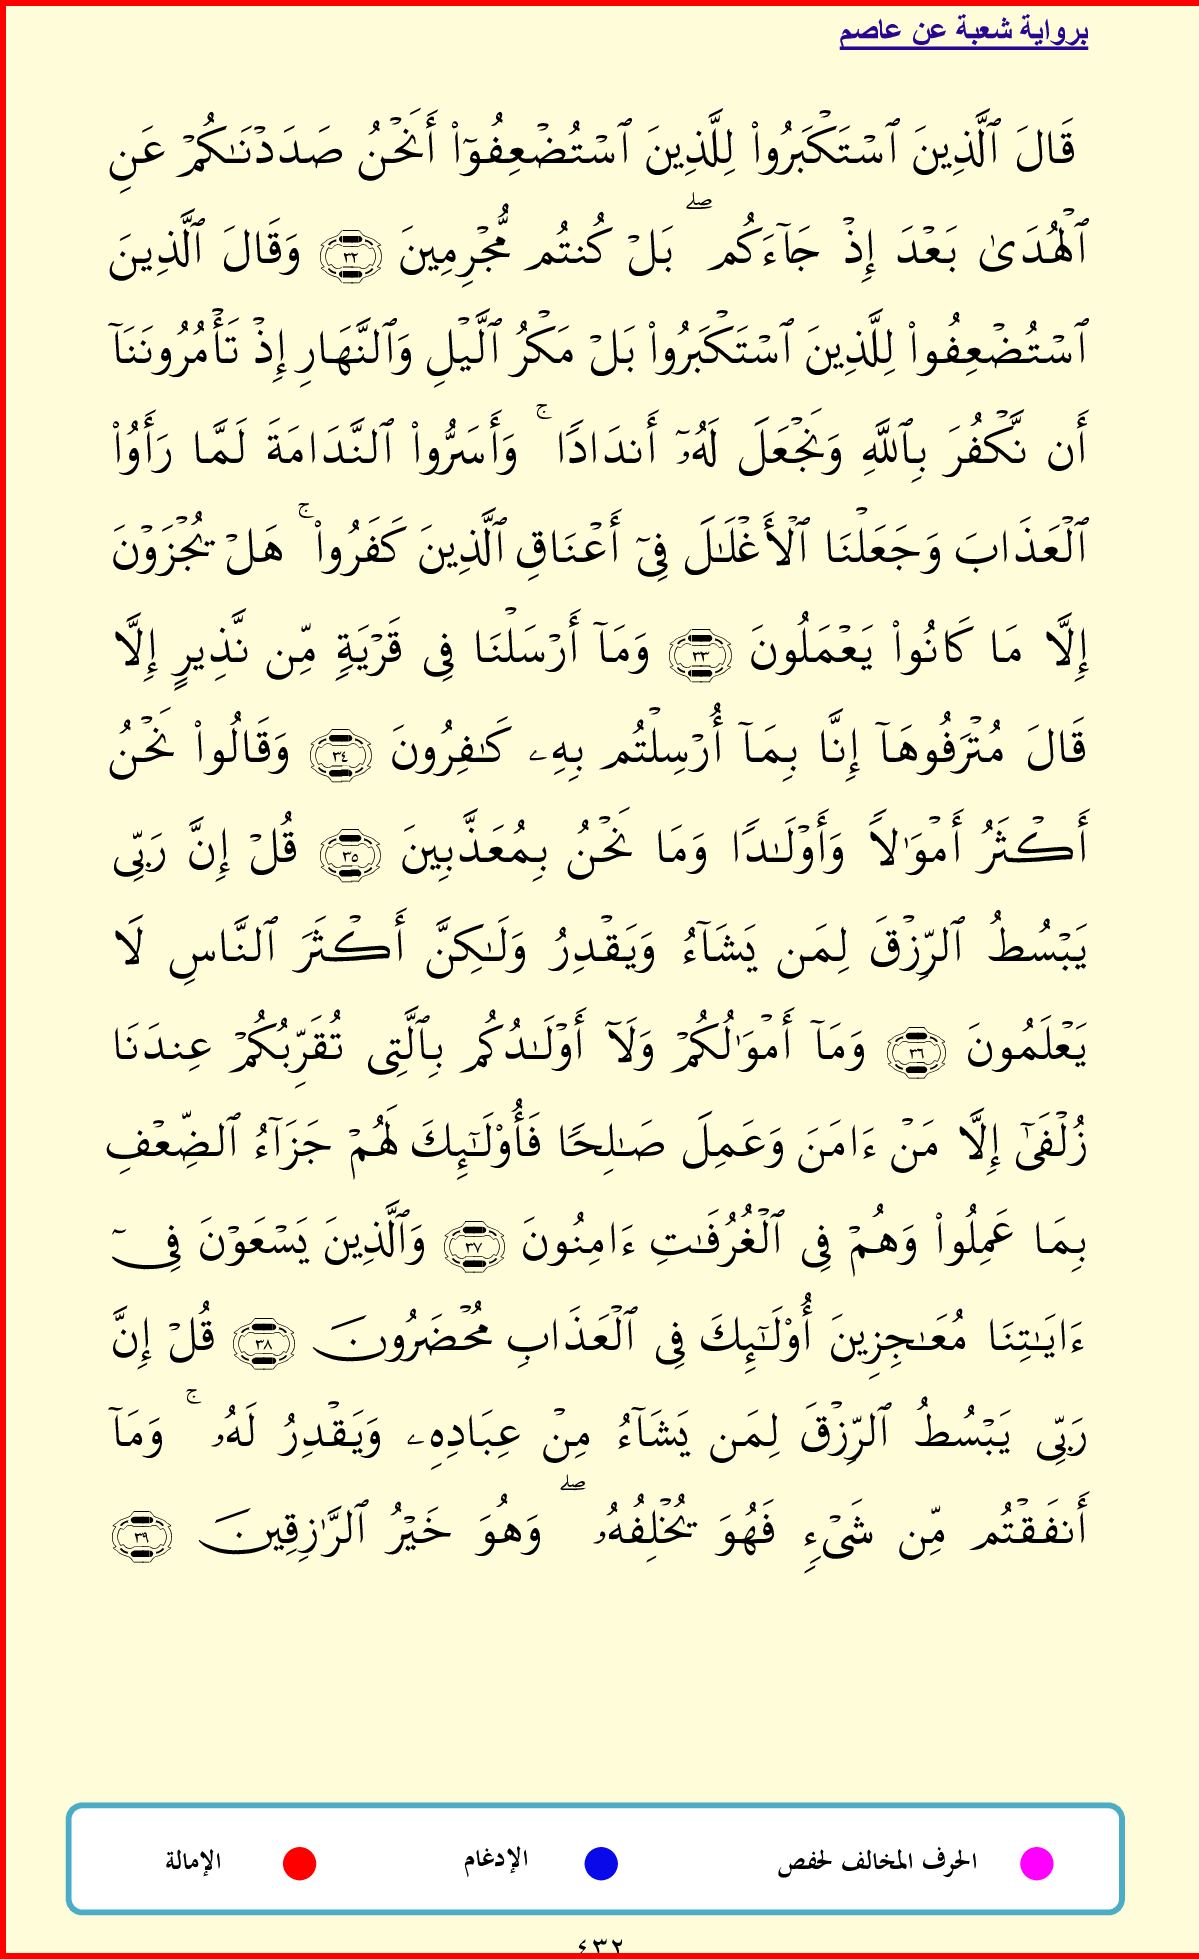 برواية شعبة عن عاصم
قَالَ ٱلَّذِينَ ٱسْتَكْبَرُوا۟ لِلَّذِينَ ٱسْتُضْعِفُوٓا۟ أَنَحْنُ صَدَدْنَـٰكُمْ عَنِ
ٱلْهُدَىٰ بَعْدَ إِذْ جَآءَكُم ۖ بَلْ كُنتُم مُّجْرِمِينَ ٣٢ وَقَالَ ٱلَّذِينَ
ٱسْتُضْعِفُوا۟ لِلَّذِينَ ٱسْتَكْبَرُوا۟ بَلْ مَكْرُ ٱلَّيْلِ وَٱلنَّهَارِ إِذْ تَأْمُرُونَنَآ
أَن نَّكْفُرَ بِٱللَّهِ وَنَجْعَلَ لَهُۥٓ أَندَادًا ۚ وَأَسَرُّوا۟ ٱلنَّدَامَةَ لَمَّا رَأَوُا۟
ٱلْعَذَابَ وَجَعَلْنَا ٱلْأَغْلَـٰلَ فِىٓ أَعْنَاقِ ٱلَّذِينَ كَفَرُوا۟ ۚ هَلْ يُجْزَوْنَ
إِلَّا مَا كَانُوا۟ يَعْمَلُونَ ٣٣ وَمَآ أَرْسَلْنَا فِى قَرْيَةٍ مِّن نَّذِيرٍ إِلَّا
قَالَ مُتْرَفُوهَآ إِنَّا بِمَآ أُرْسِلْتُم بِهِۦ كَـٰفِرُونَ ٣٤ وَقَالُوا۟ نَحْنُ
أَكْثَرُ أَمْوَٰلًا وَأَوْلَـٰدًا وَمَا نَحْنُ بِمُعَذَّبِينَ ٣٥ قُلْ إِنَّ رَبِّى
يَبْسُطُ ٱلرِّزْقَ لِمَن يَشَآءُ وَيَقْدِرُ وَلَـٰكِنَّ أَكْثَرَ ٱلنَّاسِ لَا
يَعْلَمُونَ ٣٦ وَمَآ أَمْوَٰلُكُمْ وَلَآ أَوْلَـٰدُكُم بِٱلَّتِى تُقَرِّبُكُمْ عِندَنَا
زُلْفَىٰٓ إِلَّا مَنْ ءَامَنَ وَعَمِلَ صَـٰلِحًا فَأُو۟لَـٰٓئِكَ لَهُمْ جَزَآءُ ٱلضِّعْفِ
بِمَا عَمِلُوا۟ وَهُمْ فِى ٱلْغُرُفَـٰتِ ءَامِنُونَ ٣٧ وَٱلَّذِينَ يَسْعَوْنَ فِىٓ
ءَايَـٰتِنَا مُعَـٰجِزِينَ أُو۟لَـٰٓئِكَ فِى ٱلْعَذَابِ مُحْضَرُونَ ٣٨ قُلْ إِنَّ
رَبِّى يَبْسُطُ ٱلرِّزْقَ لِمَن يَشَآءُ مِنْ عِبَادِهِۦ وَيَقْدِرُ لَهُۥ ۚ وَمَآ
أَنفَقْتُم مِّن شَىْءٍ فَهُوَ يُخْلِفُهُۥ ۖ وَهُوَ خَيْرُ ٱلرَّٰزِقِينَ ٣٩
الحرف المخالف لحفص الإدغام الإمالة
٤٣٢